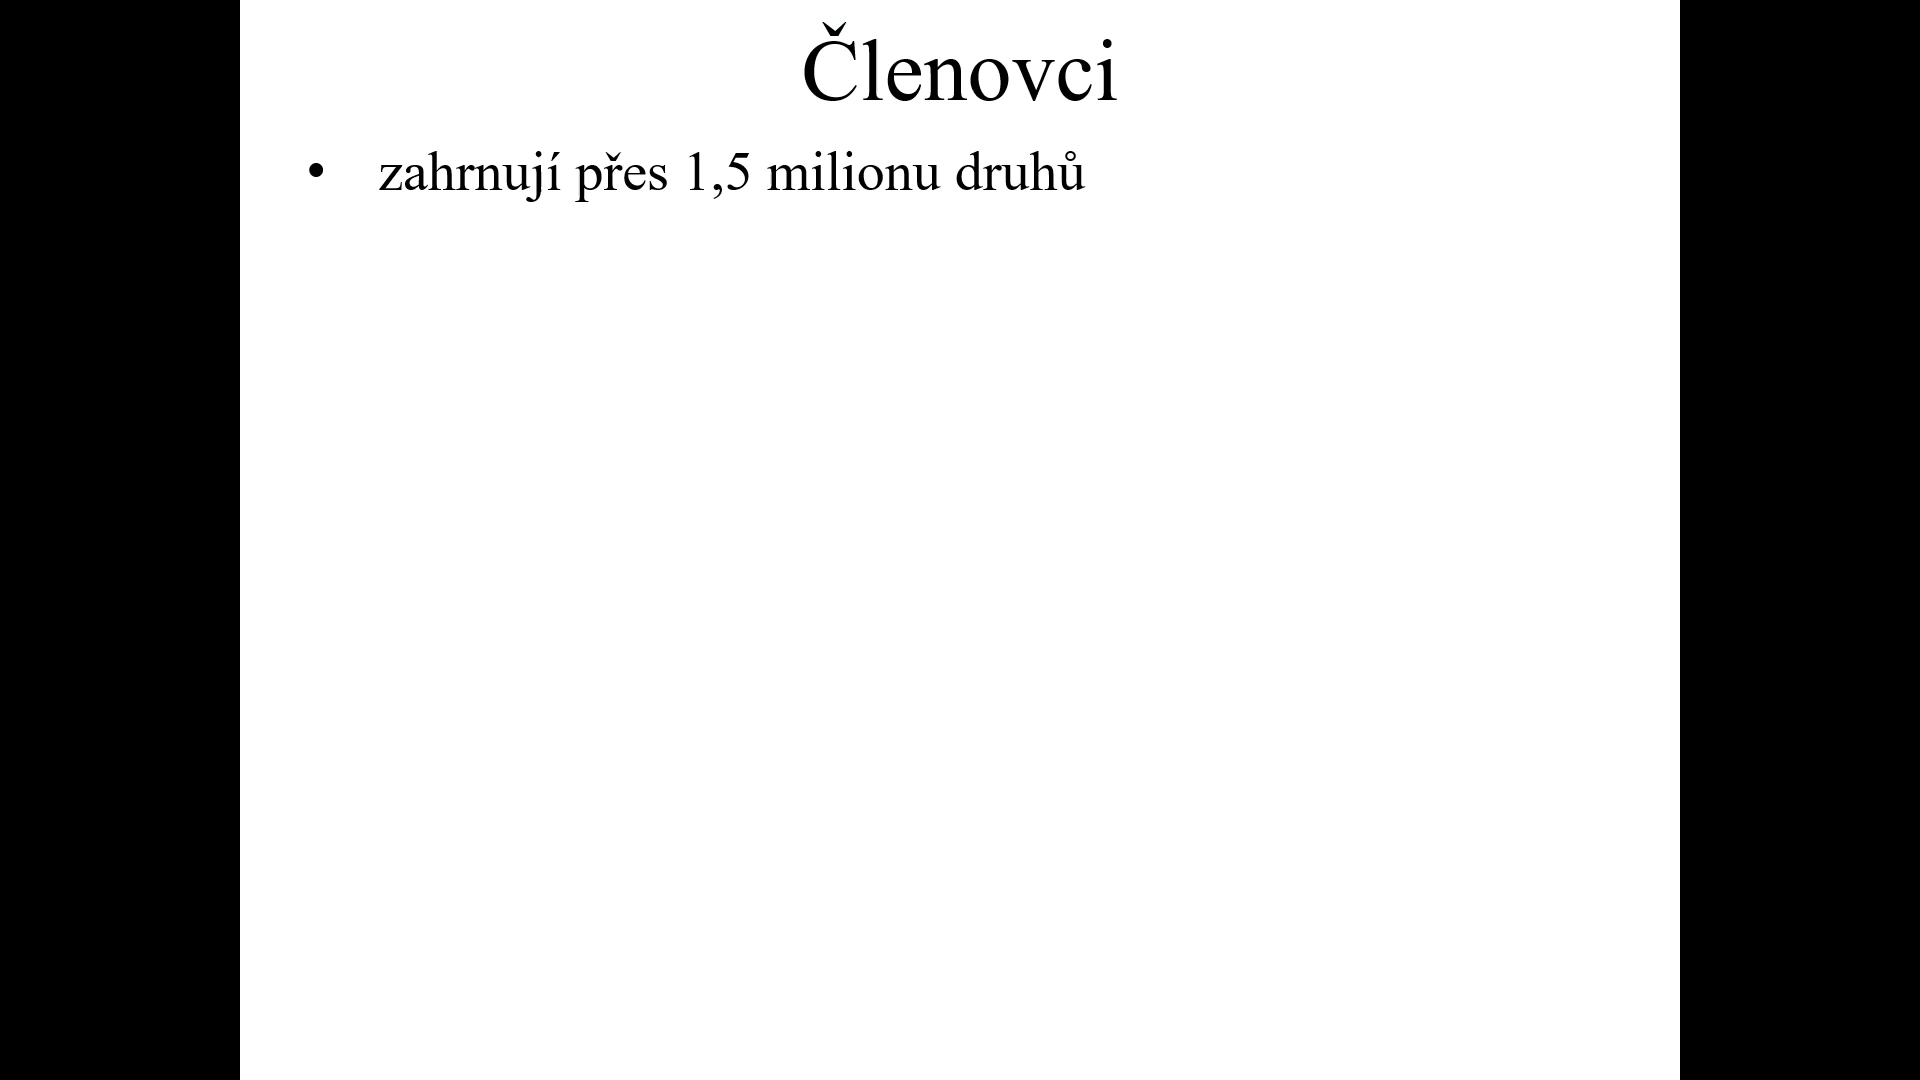 Členovci
• zahrnují přes 1,5 milionu druhů